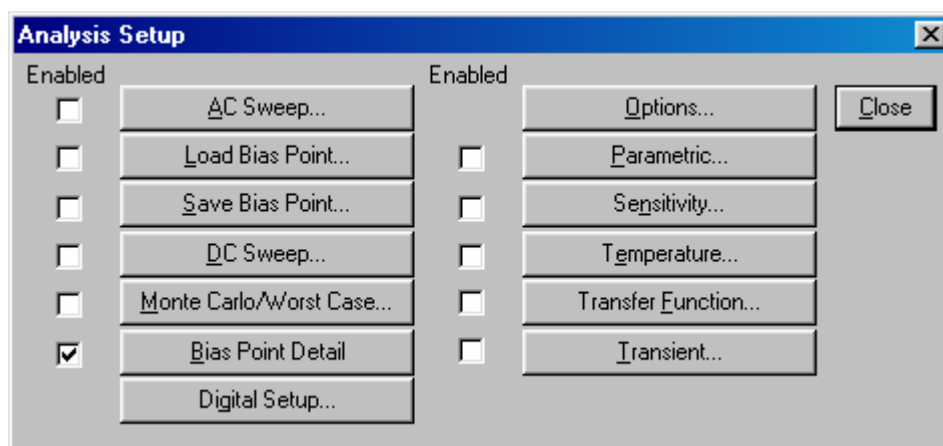 Analysis Setup
Enabled Enabled
AC Sweep... Options... Close
Load Bias Point... Parametric...
Save Bias Point... Sensitivity...
DC Sweep... Temperature...
Monte Carlo/Worst Case... Transfer Function...
Bias Point Detail Transient...
Digital Setup...